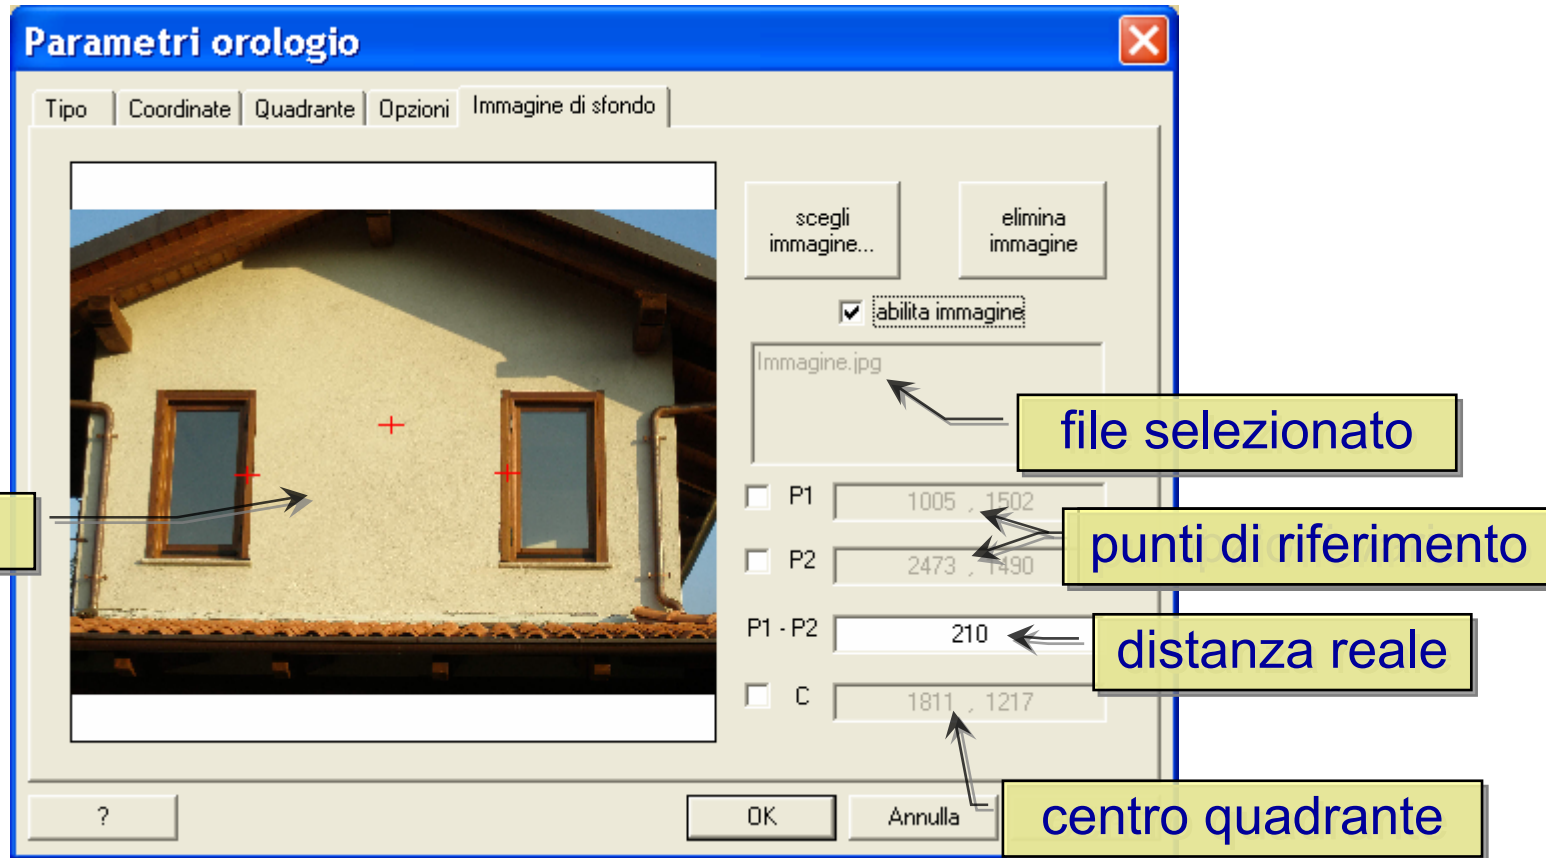 Parametri orologio
Tipo Coordinate Quadrante Opzioni Immagine di sfondo
scegli
immagine...
elimina
immagine
abilita immagine
Immagine.jpg
file selezionato
P1 1005 , 1502
punti di riferimento
P2 2473 , 1490
P1 - P2 210
distanza reale
C 1811 , 1217
centro quadrante
? OK Annulla